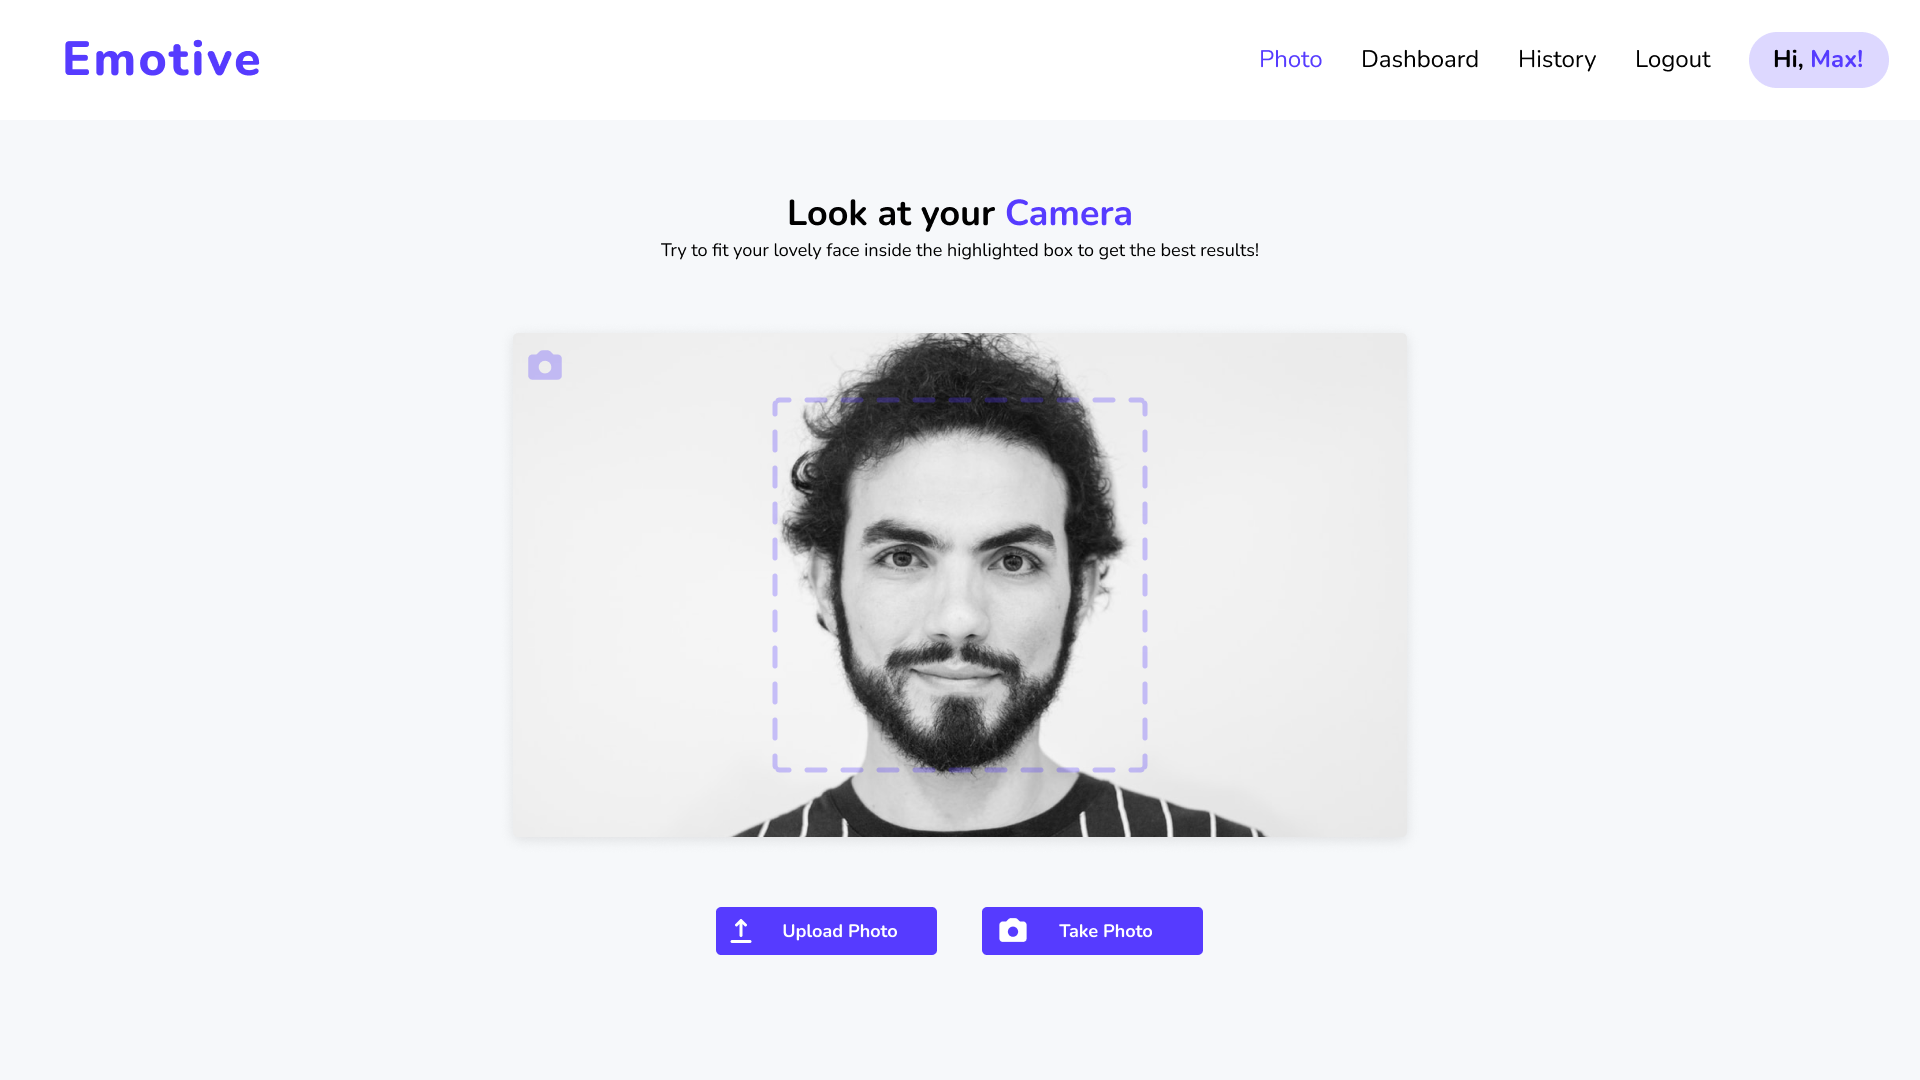 Emotive
Photo Dashboard History Logout Hi, Max!
Look at your Camera
Try to fit your lovely face inside the highlighted box to get the best results!
Upload Photo Take Photo